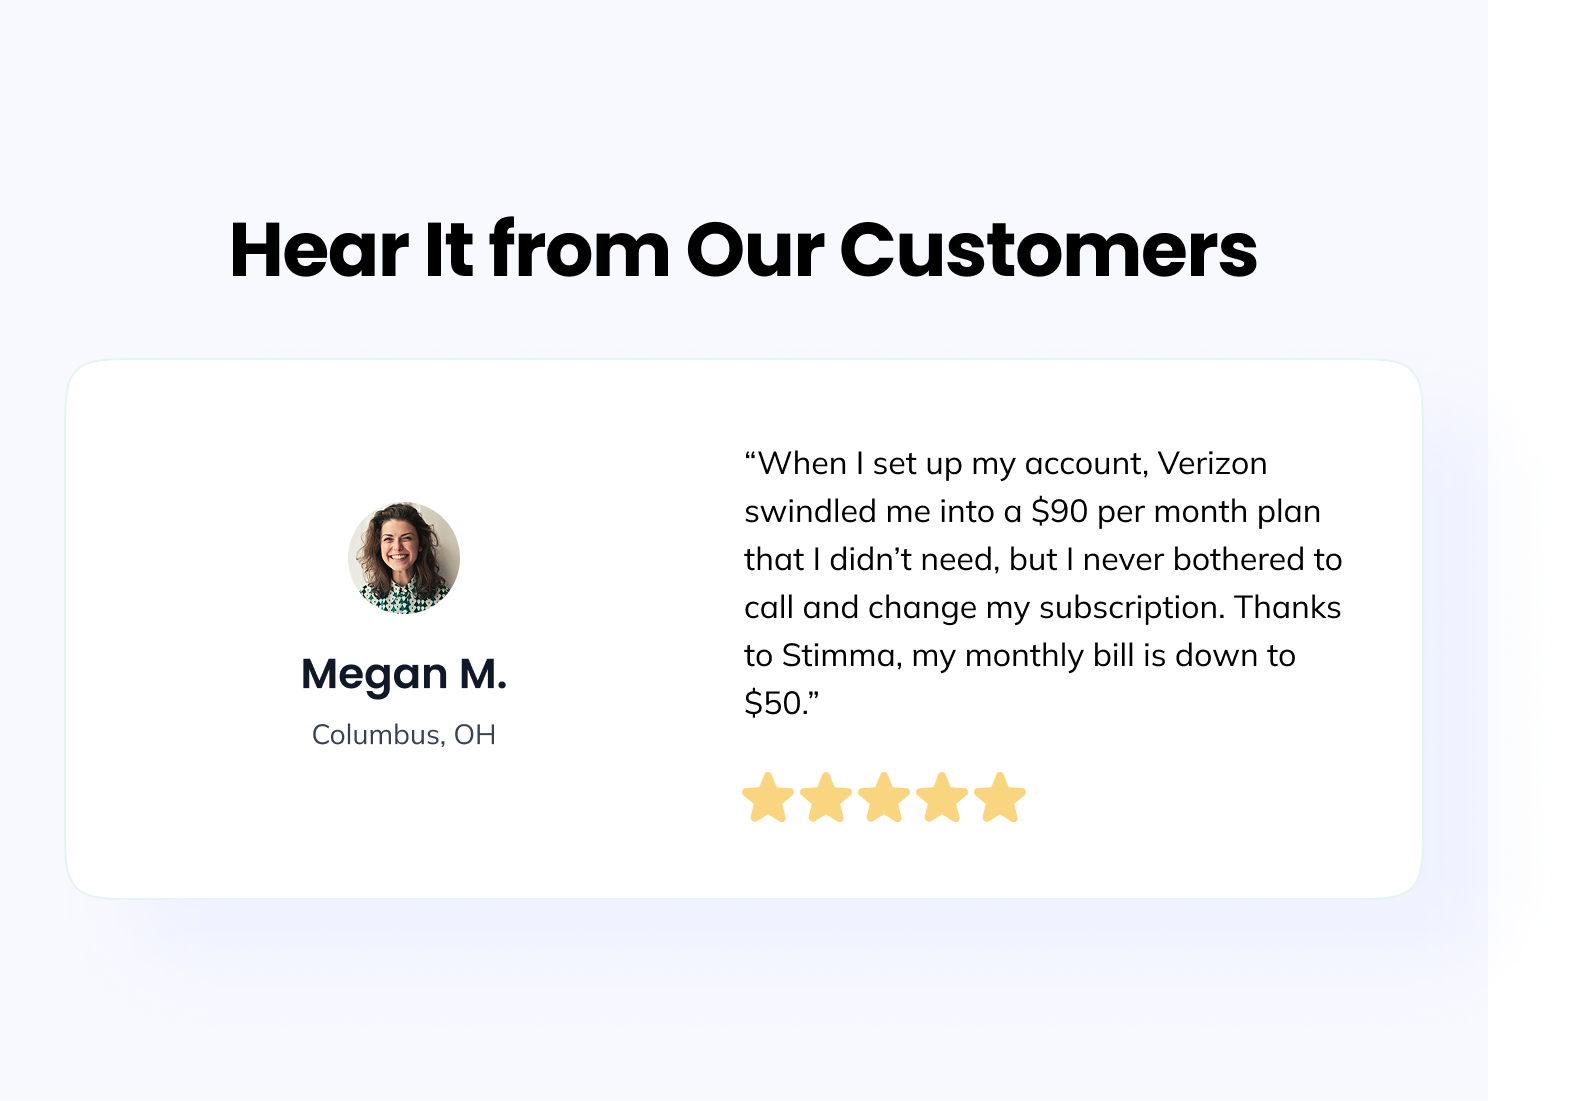 Hear It from Our Customers
Megan M.
Columbus, OH
“When I set up my account, Verizon
swindled me into a $90 per month plan
that I didn’t need, but I never bothered to
call and change my subscription. Thanks
to Stimma, my monthly bill is down to
$50.”